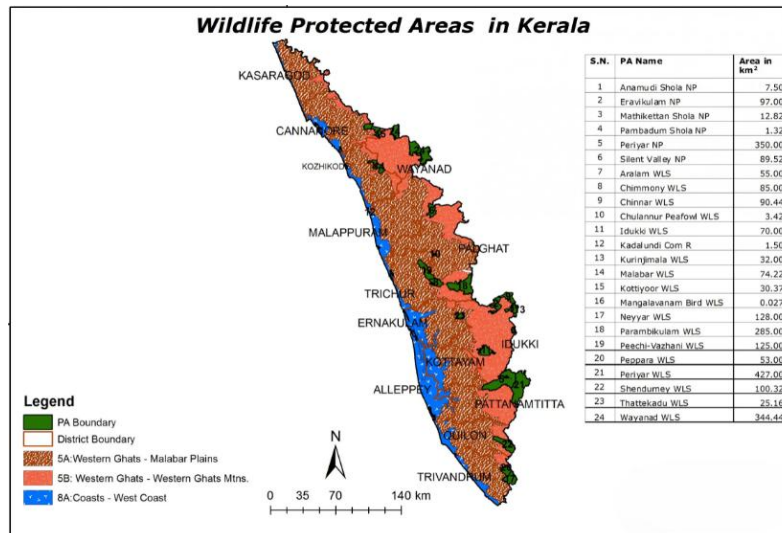 Wildlife Protected Areas in Kerala
KASARAGOD
CANNANORE
KOZHIKODE
WAYANAD
MALAPPURAM
PALGHAT
TRICHUR
ERNAKULAM
IDUKKI
KOTTAYAM
ALLEPPEY
PATTANAMTITTA
QUILON
TRIVANDRUM
S.N. PA Name Area in km²
1 Anamudi Shola NP 7.50
2 Eravikulam NP 97.00
3 Mathikettan Shola NP 12.82
4 Pambadum Shola NP 1.32
5 Periyar NP 350.00
6 Silent Valley NP 89.52
7 Aralam WLS 55.00
8 Chimmony WLS 85.00
9 Chinnar WLS 90.44
10 Chulannur Peafowl WLS 3.42
11 Idukki WLS 70.00
12 Kadalundi Com R 1.50
13 Kurinjimala WLS 32.00
14 Malabar WLS 74.22
15 Kottiyoor WLS 30.37
16 Mangalavanam Bird WLS 0.027
17 Neyyar WLS 128.00
18 Parambikulam WLS 285.00
19 Peechi-Vazhani WLS 125.00
20 Peppara WLS 53.00
21 Periyar WLS 427.00
22 Shendurney WLS 100.32
23 Thattekadu WLS 25.16
24 Wayanad WLS 344.44
Legend
PA Boundary
District Boundary
5A:Western Ghats - Malabar Plains
5B: Western Ghats - Western Ghats Mtns.
8A:Coasts - West Coast
N
0 35 70 140 km